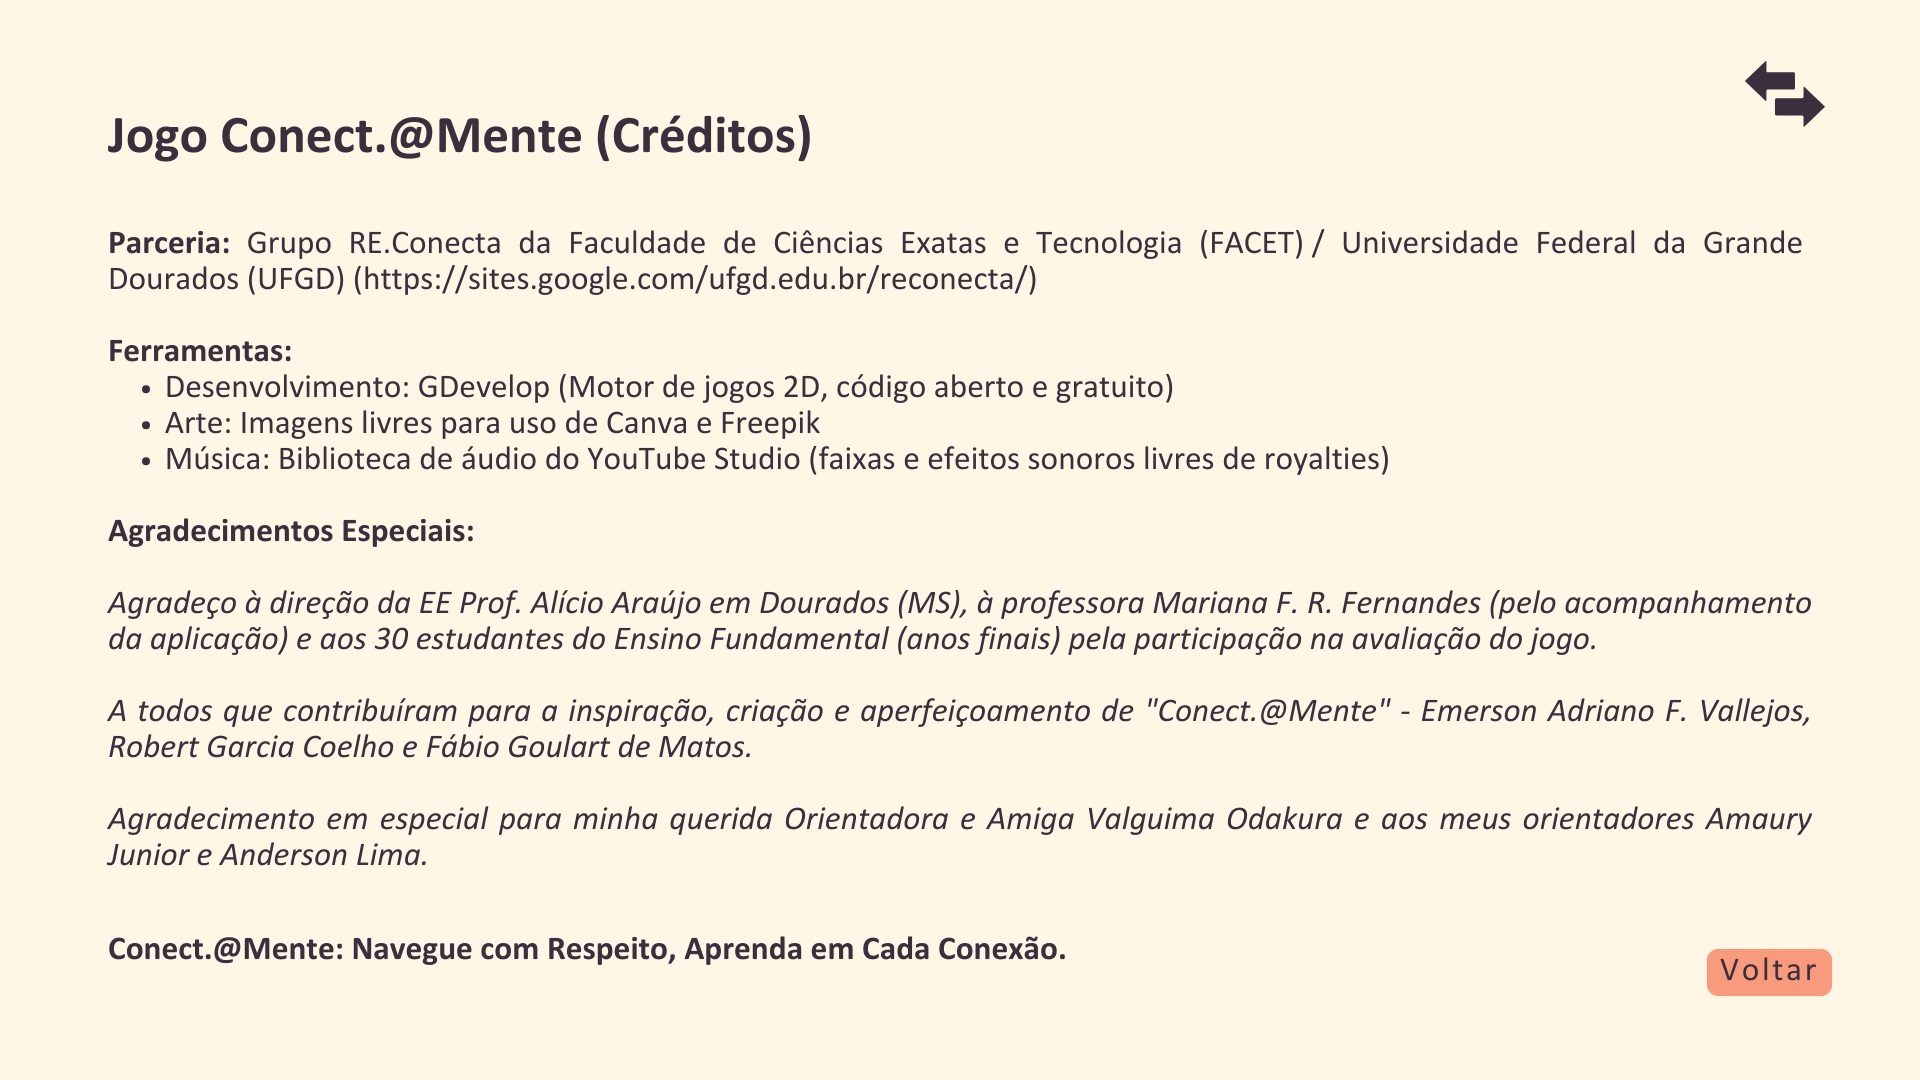 Jogo Conect.@Mente (Créditos)
Parceria: Grupo RE.Conecta da Faculdade de Ciências Exatas e Tecnologia (FACET) / Universidade Federal da Grande
Dourados (UFGD) (https://sites.google.com/ufgd.edu.br/reconecta/)
Ferramentas:
• Desenvolvimento: GDevelop (Motor de jogos 2D, código aberto e gratuito)
• Arte: Imagens livres para uso de Canva e Freepik
• Música: Biblioteca de áudio do YouTube Studio (faixas e efeitos sonoros livres de royalties)
Agradecimentos Especiais:
Agradeço à direção da EE Prof. Alício Araújo em Dourados (MS), à professora Mariana F. R. Fernandes (pelo acompanhamento
da aplicação) e aos 30 estudantes do Ensino Fundamental (anos finais) pela participação na avaliação do jogo.
A todos que contribuíram para a inspiração, criação e aperfeiçoamento de "Conect.@Mente" - Emerson Adriano F. Vallejos,
Robert Garcia Coelho e Fábio Goulart de Matos.
Agradecimento em especial para minha querida Orientadora e Amiga Valguima Odakura e aos meus orientadores Amaury
Junior e Anderson Lima.
Conect.@Mente: Navegue com Respeito, Aprenda em Cada Conexão.
Voltar